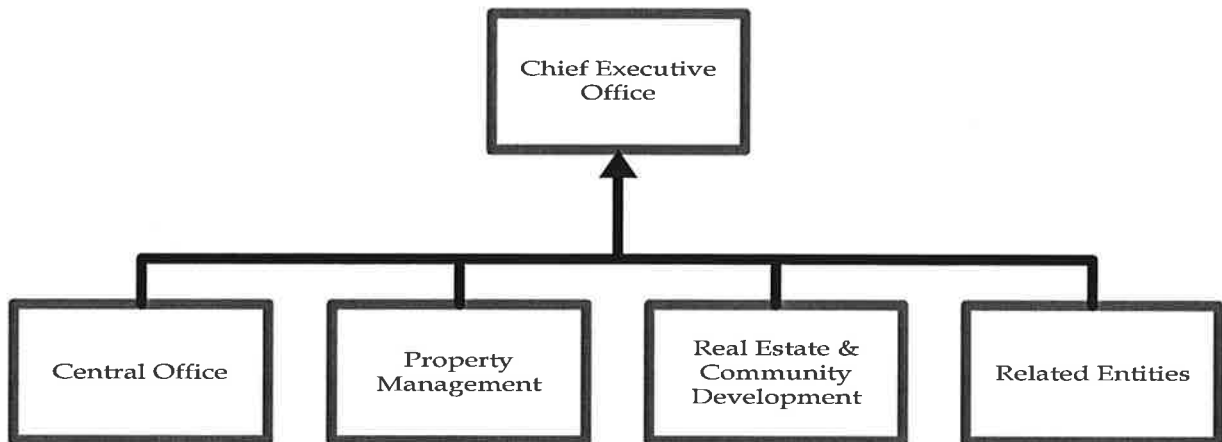 Chief Executive
Office
Central Office
Property
Management
Real Estate &
Community
Development
Related Entities